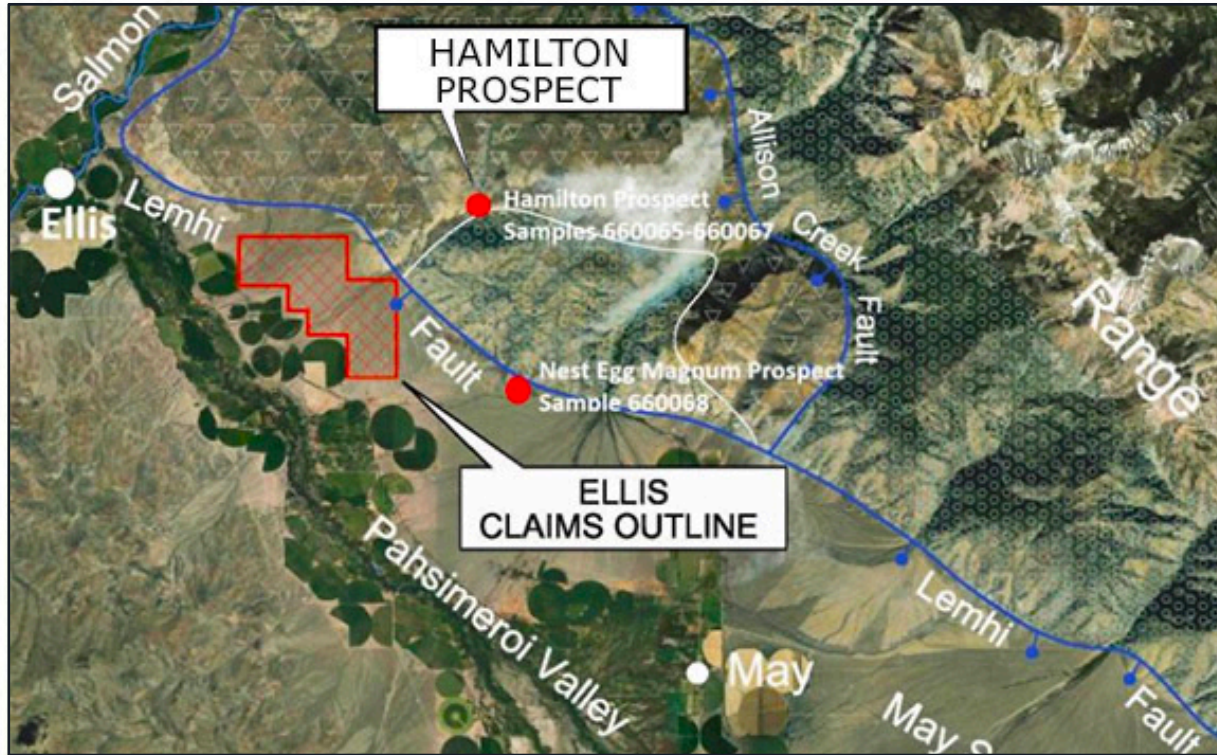 Salmon
HAMILTON
PROSPECT
Allison
Creek
Fault
Ellis
Lemhi
Fault
Hamilton Prospect
Samples 660065-660067
Range
Nest Egg Magnum Prospect
Sample 660068
ELLIS
CLAIMS OUTLINE
Pahsimeroi Valley
Lemhi
Fault
May
May S